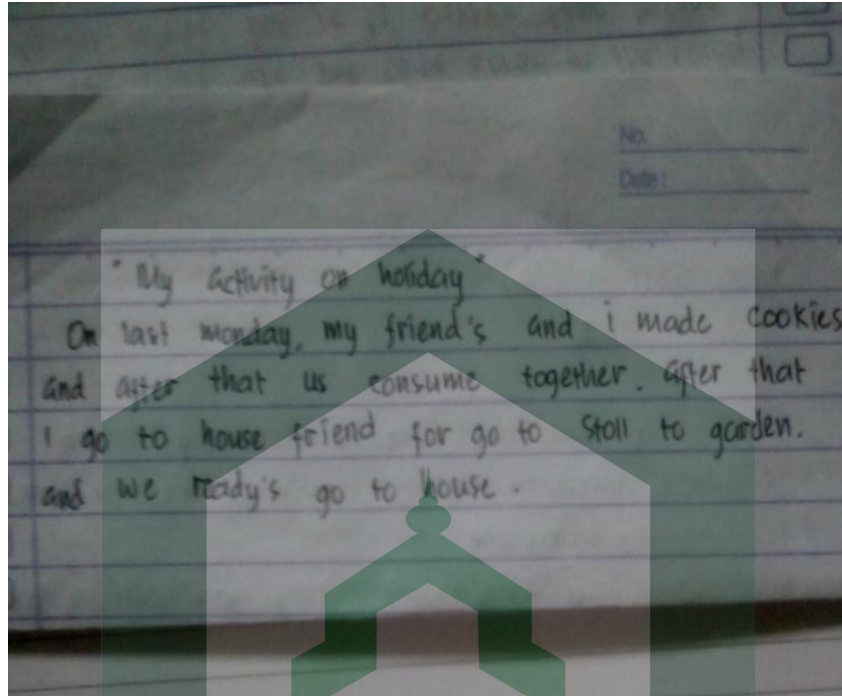 No.
Date:
"My activity on holiday"
On last monday, my friend's and i made cookies
and after that us consume together. after that
I go to house friend for go to Stoll to garden.
and we ready's go to house.